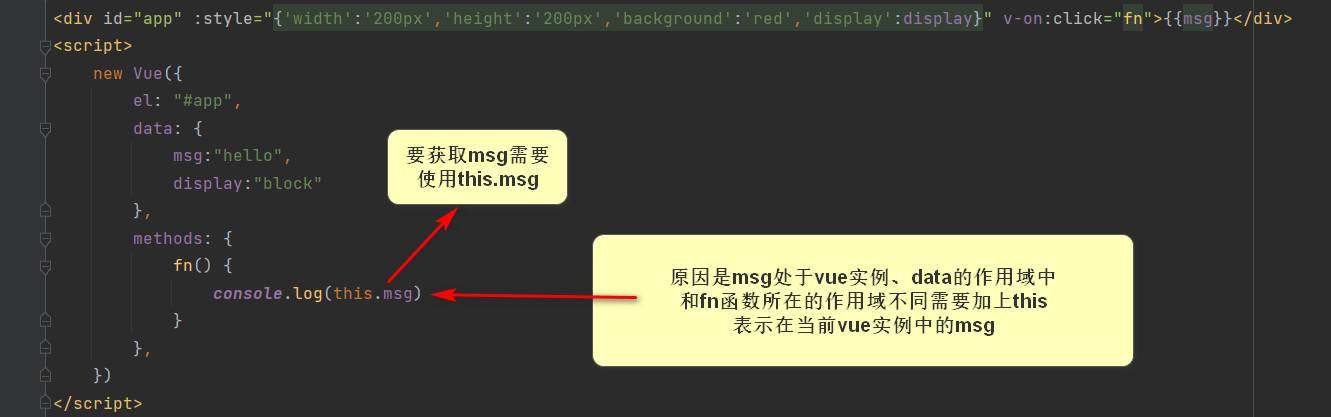 <div id="app" :style="{'width':'200px','height':'200px','background':'red','display':display}" v-on:click="fn">{{msg}}</div>
<script>
new Vue({
el: "#app",
data: {
msg:"hello",
display:"block"
},
methods: {
fn() {
console.log(this.msg)
}
},
})
</script>
要获取msg需要
使用this.msg
原因是msg处于vue实例、data的作用域中
和fn函数所在的作用域不同需要加上this
表示在当前vue实例中的msg